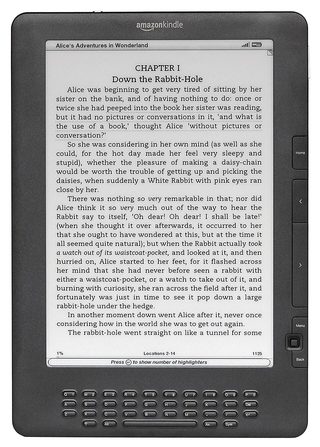 amazonkindle
Alice's Adventures in Wonderland
CHAPTER I
Down the Rabbit-Hole
Alice was beginning to get very tired of sitting by her
sister on the bank, and of having nothing to do: once or
twice she had peeped into the book her sister was reading,
but it had no pictures or conversations in it, 'and what is
the use of a book,' thought Alice 'without pictures or
conversation?'
So she was considering in her own mind (as well as she
could, for the hot day made her feel very sleepy and
stupid), whether the pleasure of making a daisy-chain
would be worth the trouble of getting up and picking the
daisies, when suddenly a White Rabbit with pink eyes ran
close by her.
There was nothing so very remarkable in that; nor did
Alice think it so very much out of the way to hear the
Rabbit say to itself, 'Oh dear! Oh dear! I shall be late!'
(when she thought it over afterwards, it occurred to her
that she ought to have wondered at this, but at the time it
all seemed quite natural); but when the Rabbit actually took
a watch out of its waistcoat-pocket, and looked at it, and then
hurried on, Alice started to her feet, for it flashed across
her mind that she had never before seen a rabbit with
either a waistcoat-pocket, or a watch to take out of it, and
burning with curiosity, she ran across the field after it, and
fortunately was just in time to see it pop down a large
rabbit-hole under the hedge.
In another moment down went Alice after it, never once
considering how in the world she was to get out again.
The rabbit-hole went straight on like a tunnel for some
1% Locations 2-14 1125
Press to show number of highlighters
Home
Menu
Back